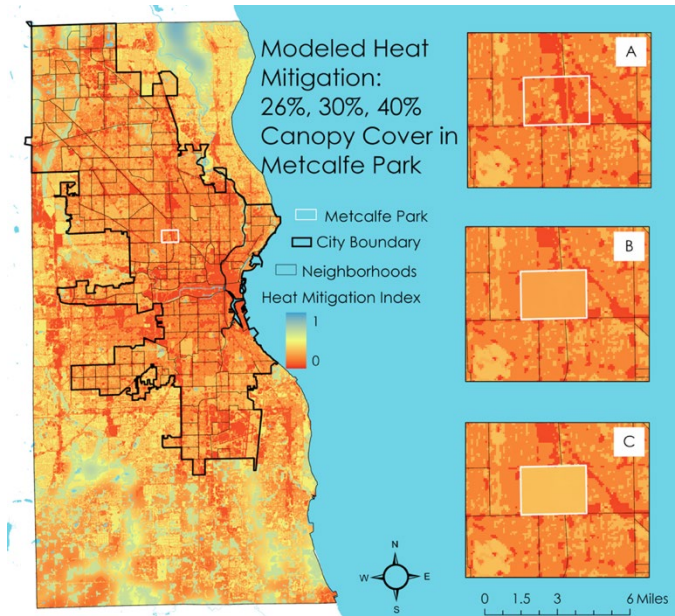 Modeled Heat
Mitigation:
26%, 30%, 40%
Canopy Cover in
Metcalfe Park
Metcalfe Park
City Boundary
Neighborhoods
Heat Mitigation Index
1
0
A
B
C
N
W E
S
0 1.5 3 6 Miles